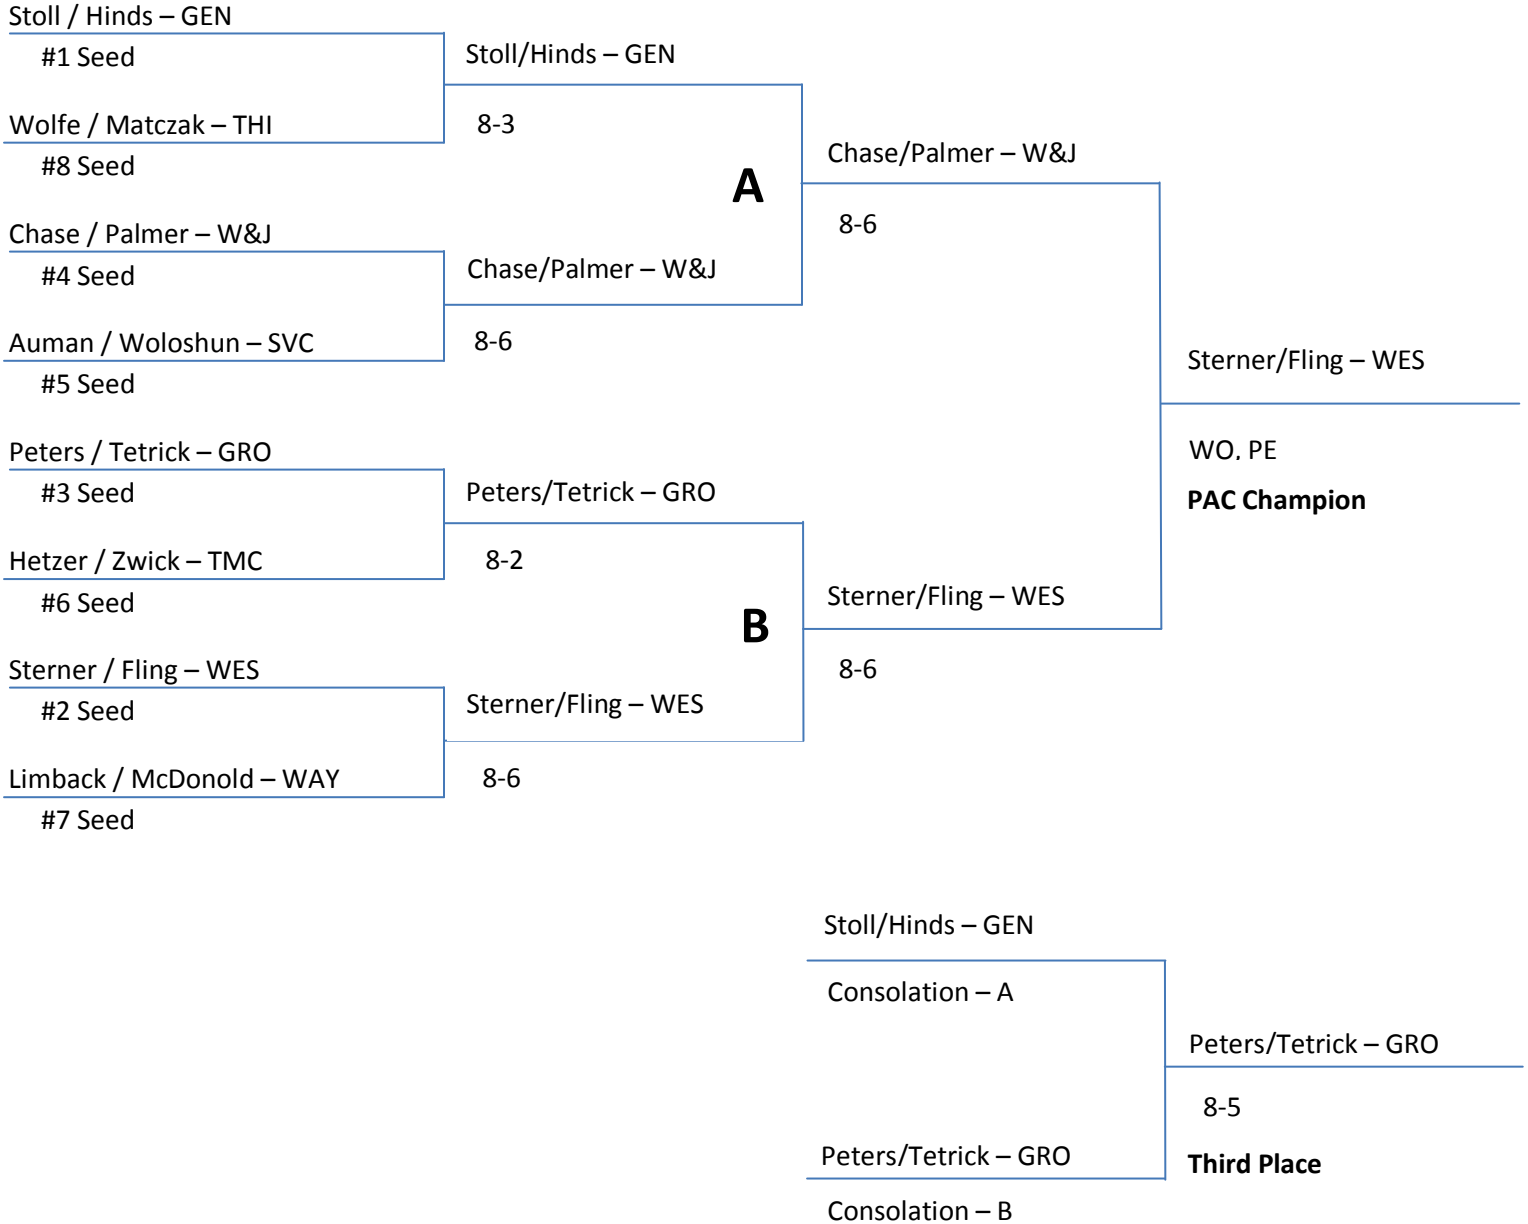 Stoll / Hinds – GEN
#1 Seed
Wolfe / Matczak – THI
#8 Seed
Chase / Palmer – W&J
#4 Seed
Auman / Woloshun – SVC
#5 Seed
Peters / Tetrick – GRO
#3 Seed
Hetzer / Zwick – TMC
#6 Seed
Sterner / Fling – WES
#2 Seed
Limback / McDonold – WAY
#7 Seed
Stoll/Hinds – GEN
8-3
Chase/Palmer – W&J
8-6
Peters/Tetrick – GRO
8-2
Sterner/Fling – WES
8-6
A
B
Chase/Palmer – W&J
8-6
Sterner/Fling – WES
8-6
Sterner/Fling – WES
WO, PE
PAC Champion
Stoll/Hinds – GEN
Consolation – A
Peters/Tetrick – GRO
Consolation – B
Peters/Tetrick – GRO
8-5
Third Place